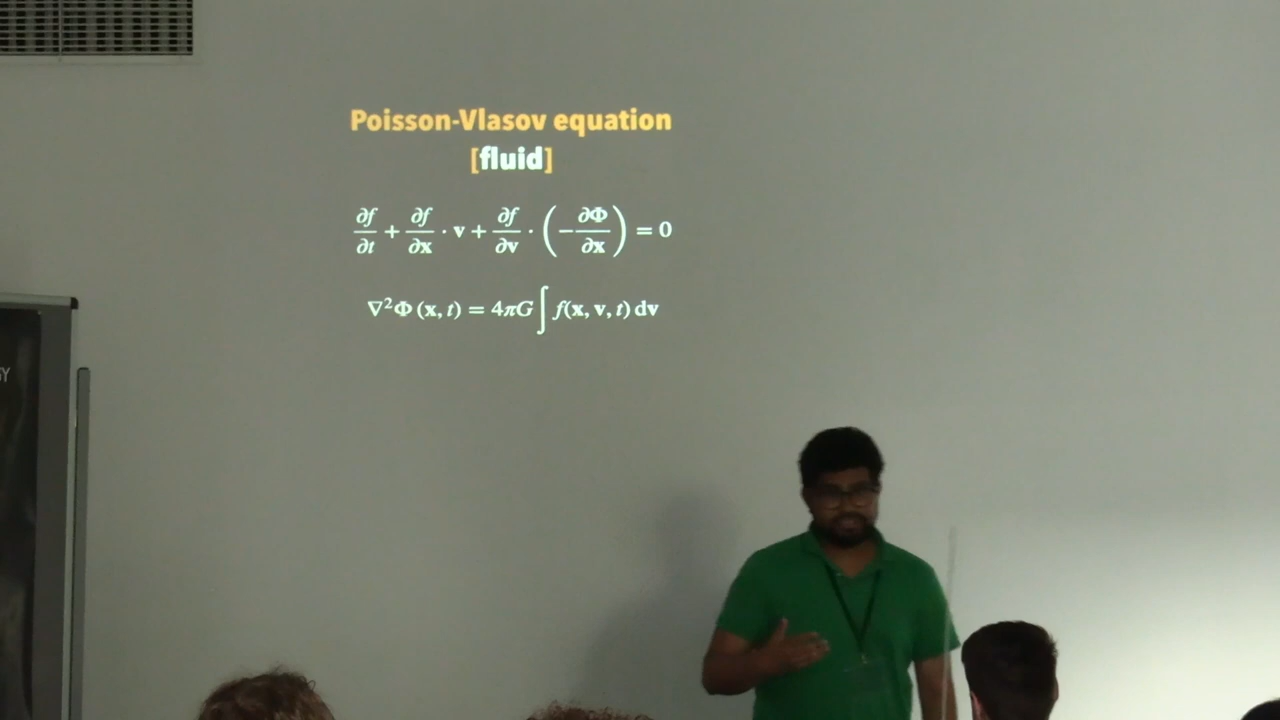 Poisson-Vlasov equation
[fluid]
∂f/∂t + ∂f/∂x · v + ∂f/∂v · (−∂Φ/∂x) = 0
∇²Φ (x, t) = 4πG ∫ f(x, v, t) dv